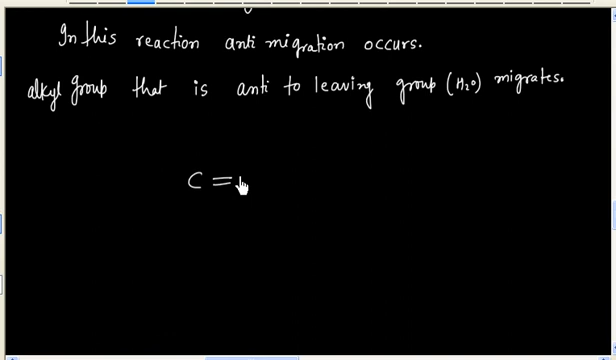 In this reaction anti migration occurs.
alkyl group that is anti to leaving group (H₂O) migrates.
C =